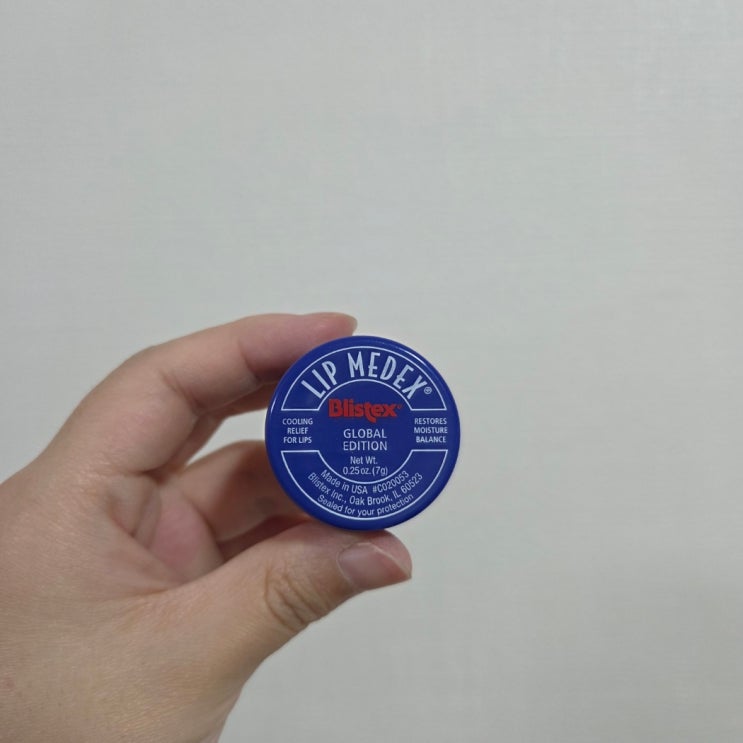 LIP MEDEX®
Blistex®
COOLING
RELIEF
FOR LIPS
GLOBAL
EDITION
RESTORES
MOISTURE
BALANCE
Net Wt.
0.25 oz. (7g)
Made in USA #C020053
Blistex Inc., Oak Brook, IL 60523
Sealed for your protection